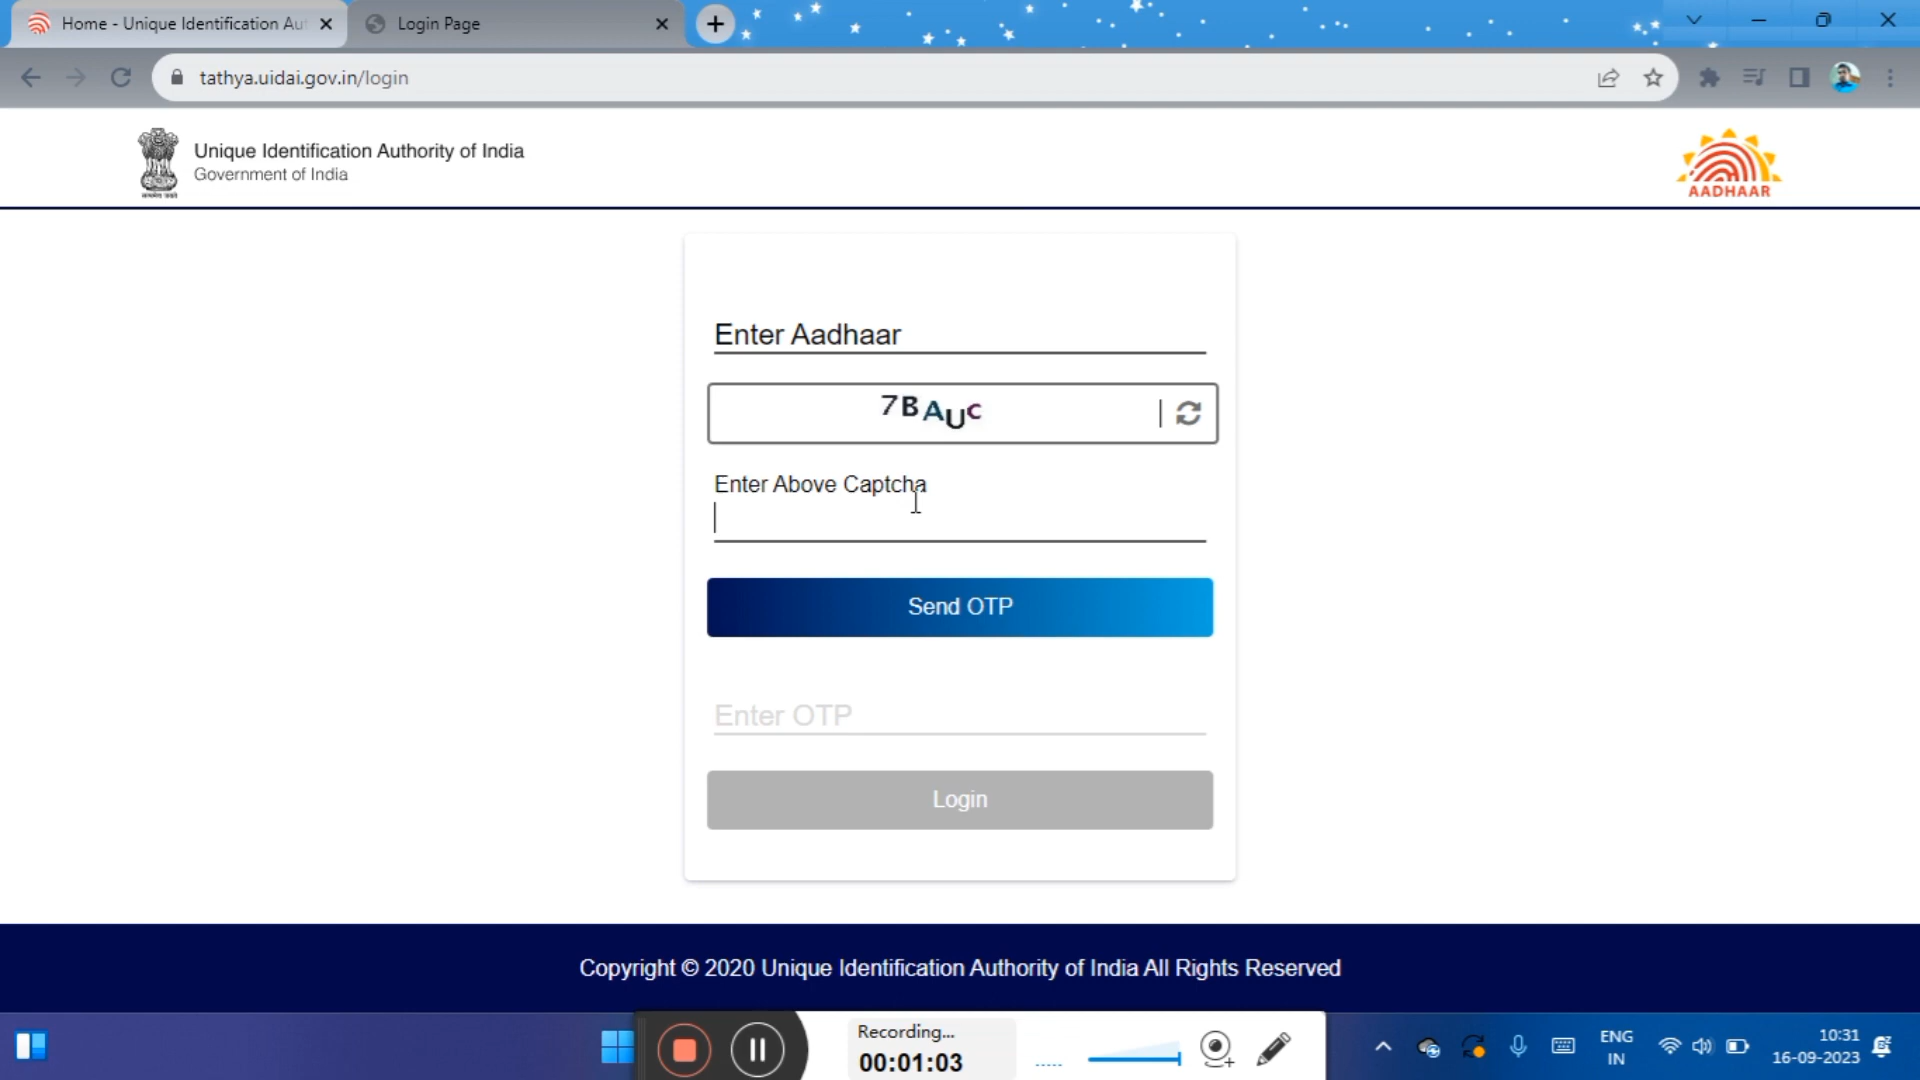 Home - Unique Identification Au
Login Page
tathya.uidai.gov.in/login
Unique Identification Authority of India
Government of India
AADHAAR
Enter Aadhaar
7BAUC
Enter Above Captcha
Send OTP
Enter OTP
Login
Copyright © 2020 Unique Identification Authority of India All Rights Reserved
Recording...
00:01:03
ENG
IN
10:31
16-09-2023